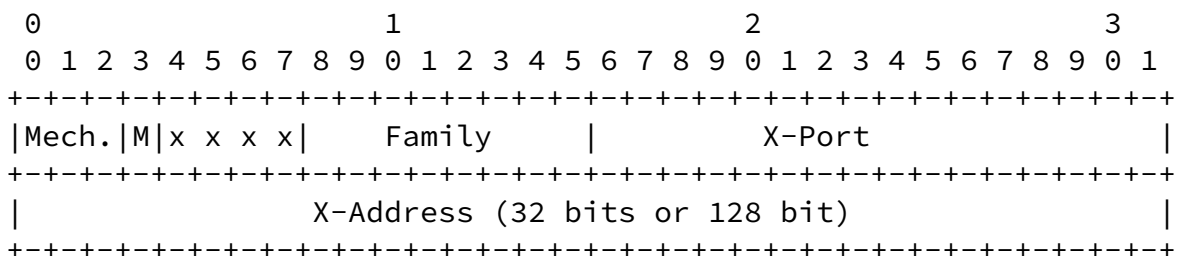 0                   1                   2                   3
 0 1 2 3 4 5 6 7 8 9 0 1 2 3 4 5 6 7 8 9 0 1 2 3 4 5 6 7 8 9 0 1
+-+-+-+-+-+-+-+-+-+-+-+-+-+-+-+-+-+-+-+-+-+-+-+-+-+-+-+-+-+-+-+-+
|Mech.|M|x x x x|    Family     |         X-Port                |
+-+-+-+-+-+-+-+-+-+-+-+-+-+-+-+-+-+-+-+-+-+-+-+-+-+-+-+-+-+-+-+-+
|                X-Address (32 bits or 128 bit)                 |
+-+-+-+-+-+-+-+-+-+-+-+-+-+-+-+-+-+-+-+-+-+-+-+-+-+-+-+-+-+-+-+-+